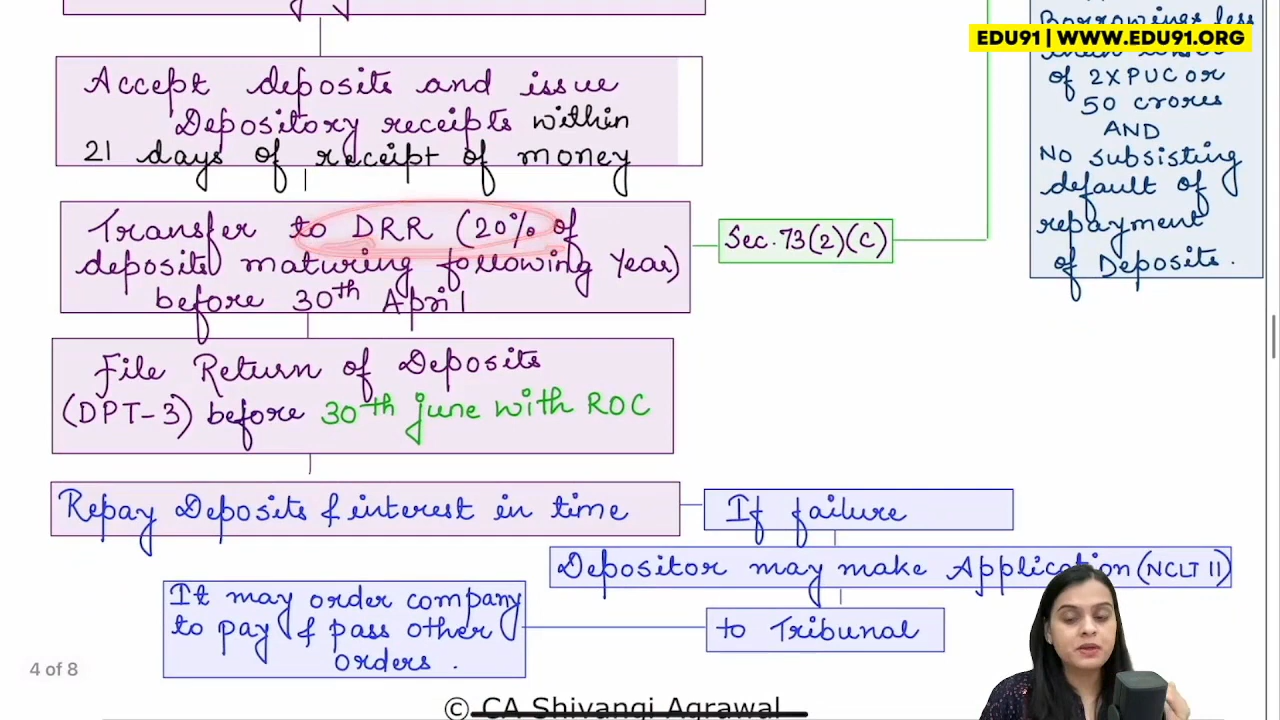 EDU91 | WWW.EDU91.ORG
Borrowings less
of 2XPUC or
50 crores
AND
No subsisting
default of
repayment
of Deposits.
Accept deposits and issue
Depository receipts within
21 days of receipt of money
Transfer to DRR (20% of
deposits maturing following Year)
before 30th April
Sec.73(2)(C)
File Return of Deposits
(DPT-3) before 30th june with ROC
Repay Deposits & interest in time
If failure
Depositor may make Application (NCLT 11)
to Tribunal
It may order company
to pay & pass other
orders.
4 of 8
© CA Shivangi Agrawal